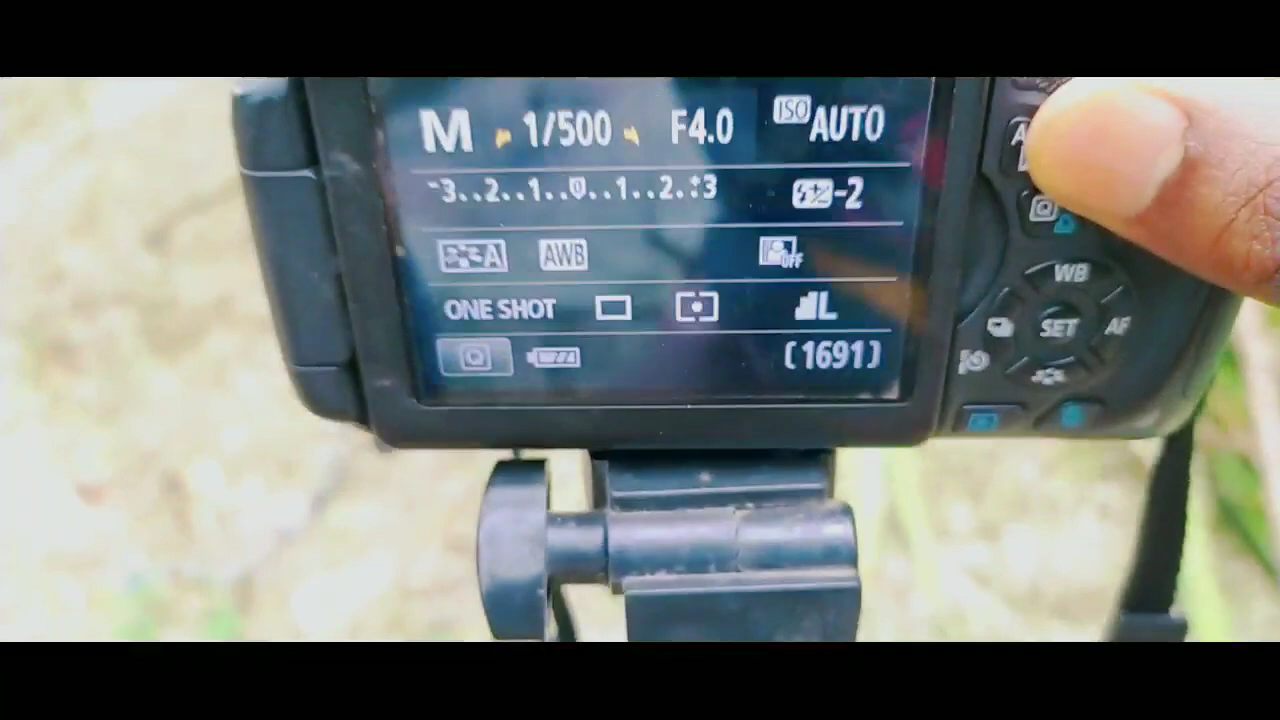 M 1/500 F4.0 ISO AUTO
-3..2..1..0..1..2.:+3 -2
A AWB OFF
ONE SHOT L
Q [1691]
A
Q
WB
SET AF